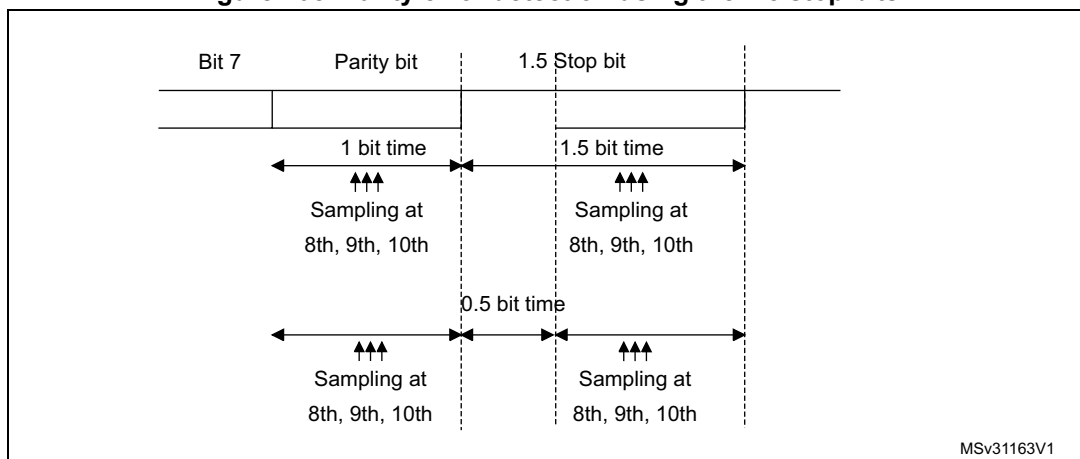 Bit 7 Parity bit 1.5 Stop bit
1 bit time 1.5 bit time
Sampling at Sampling at
8th, 9th, 10th 8th, 9th, 10th
0.5 bit time
Sampling at Sampling at
8th, 9th, 10th 8th, 9th, 10th
MSv31163V1